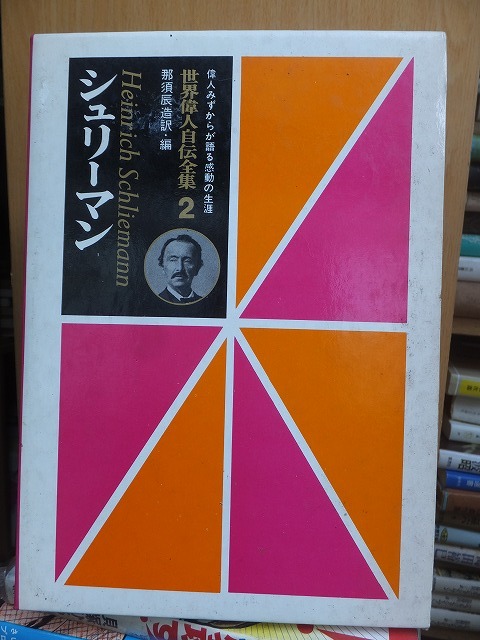 偉人みずからが語る感動の生涯
世界偉人自伝全集2
那須辰造訳・編
Heinrich Schliemann
シュリーマン